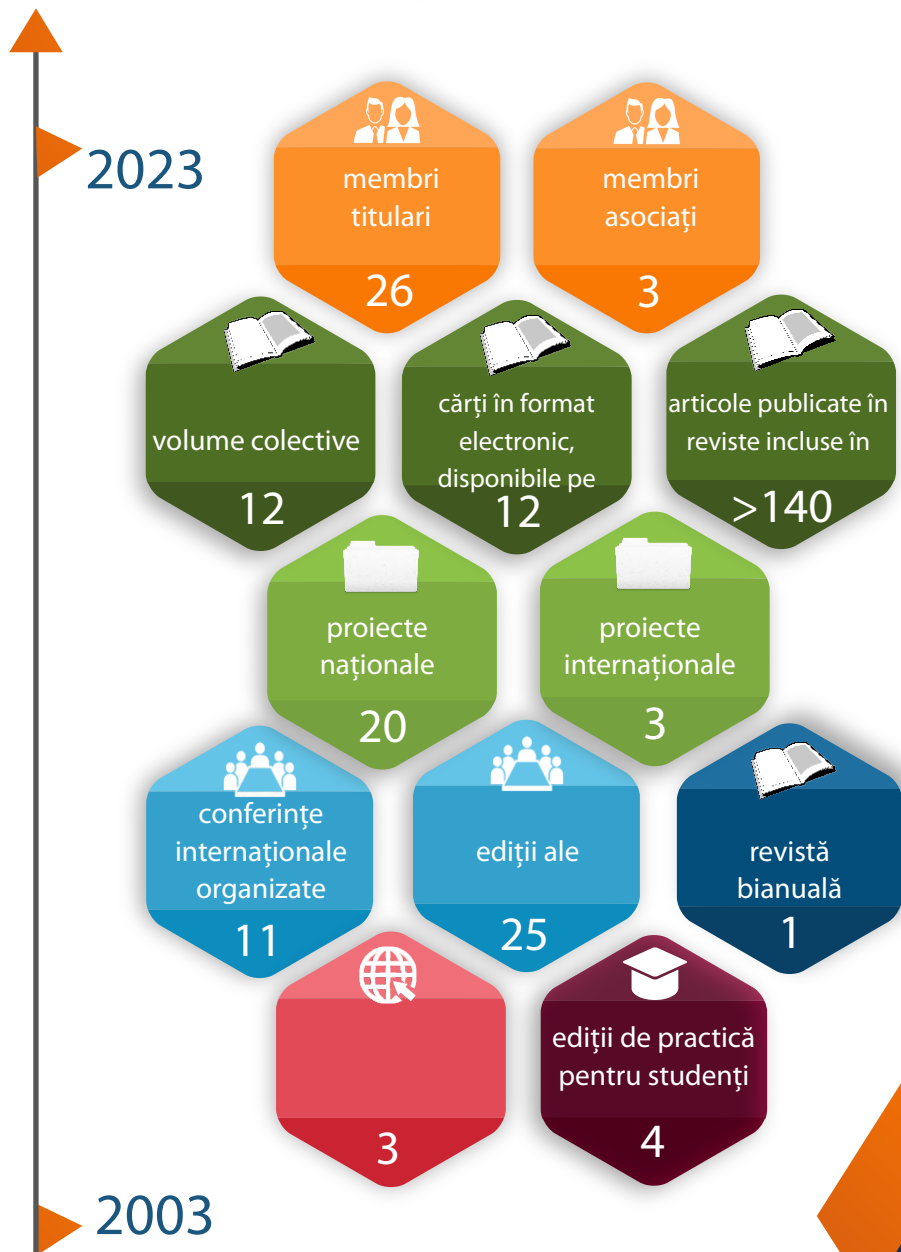 2023
membri
titulari
26
membri
asociați
3
volume colective
12
cărți în format
electronic,
disponibile pe
12
articole publicate în
reviste incluse în
>140
proiecte
naționale
20
proiecte
internaționale
3
conferințe
internaționale
organizate
11
ediții ale
25
revistă
bianuală
1
3
ediții de practică
pentru studenți
4
2003